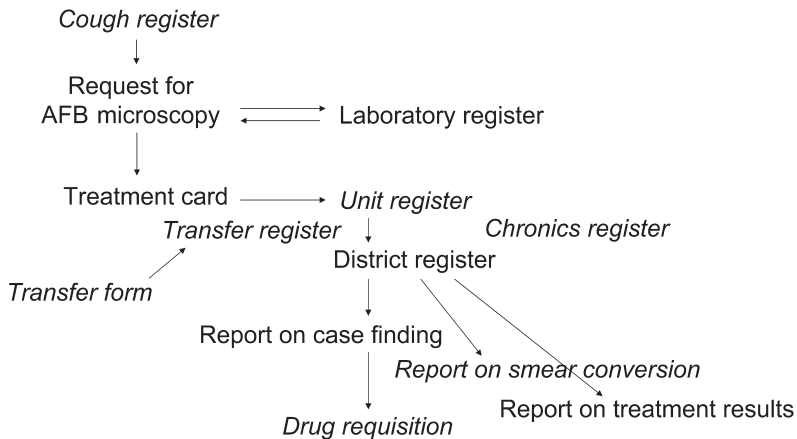 Cough register
Request for
AFB microscopy
Laboratory register
Treatment card
Unit register
Transfer register
Chronics register
District register
Transfer form
Report on case finding
Report on smear conversion
Report on treatment results
Drug requisition